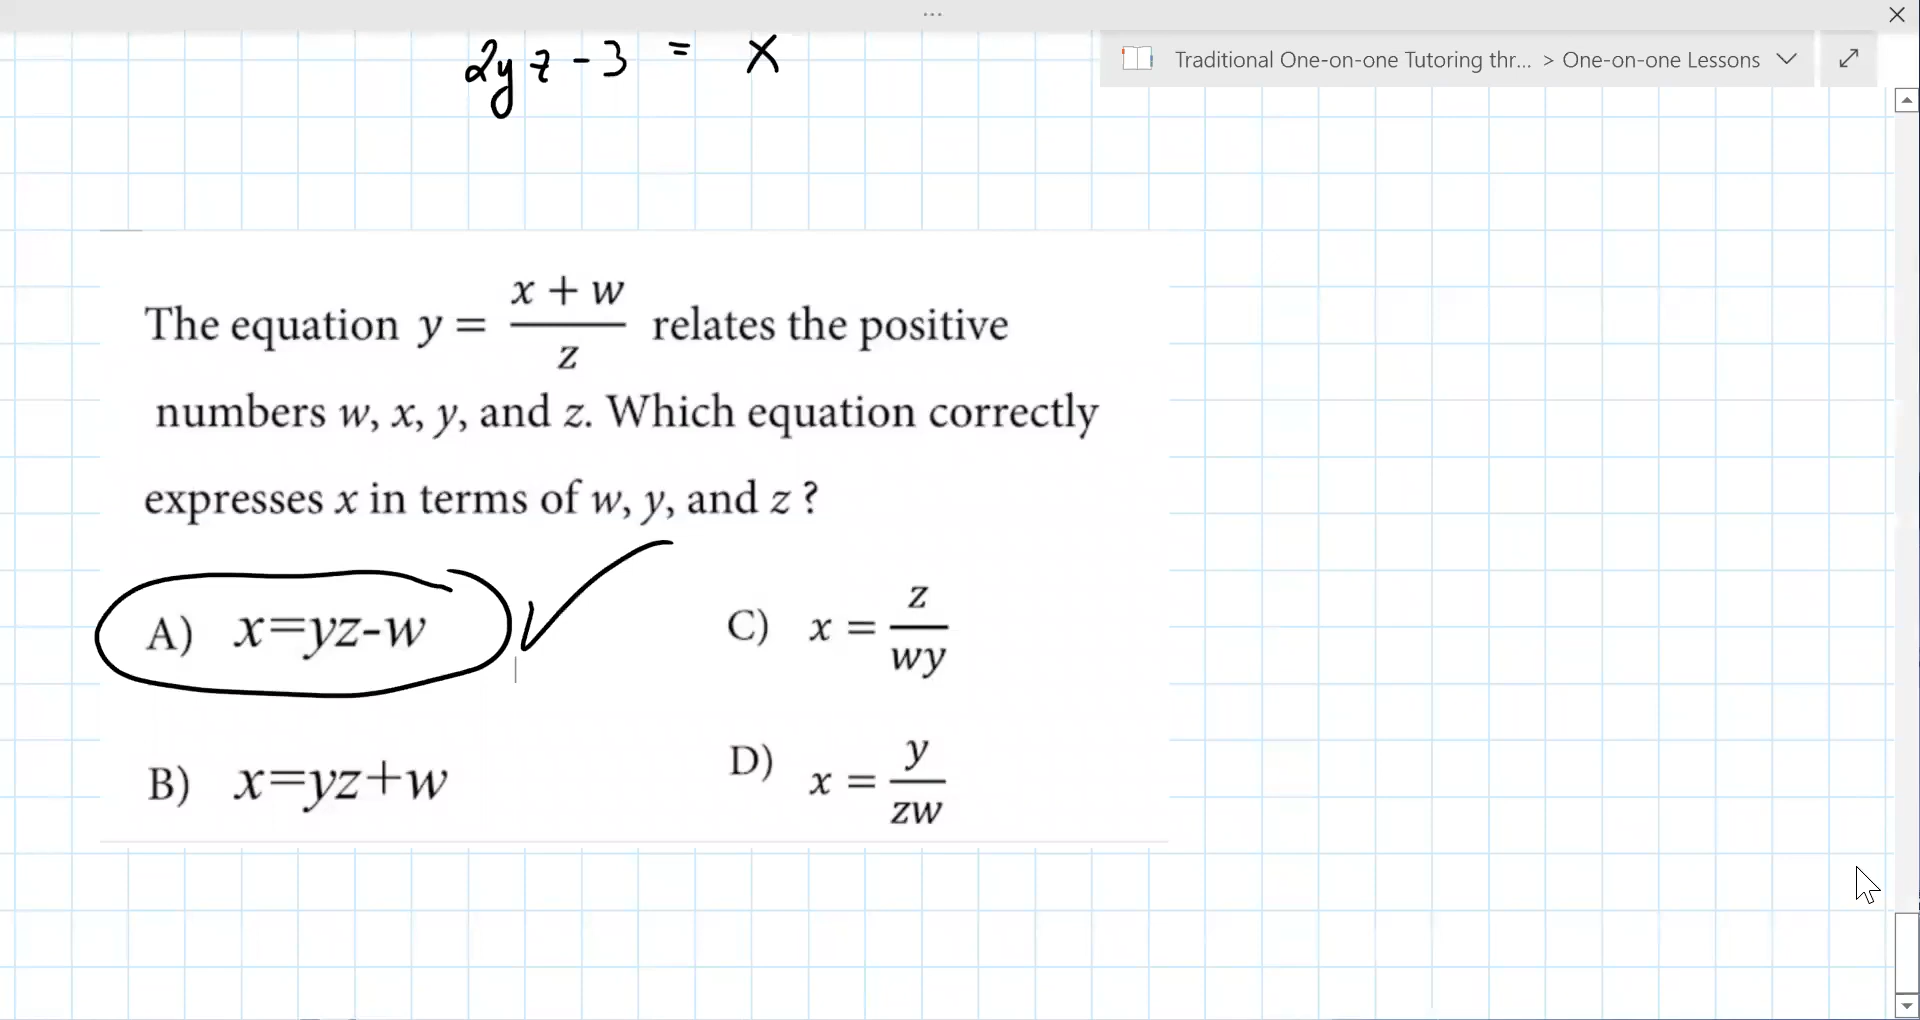 ...
2yz - 3 = x
Traditional One-on-one Tutoring thr... > One-on-one Lessons
The equation y = (x + w)/z relates the positive
numbers w, x, y, and z. Which equation correctly
expresses x in terms of w, y, and z ?
A) x=yz-w
C) x = z/wy
B) x=yz+w
D) x = y/zw